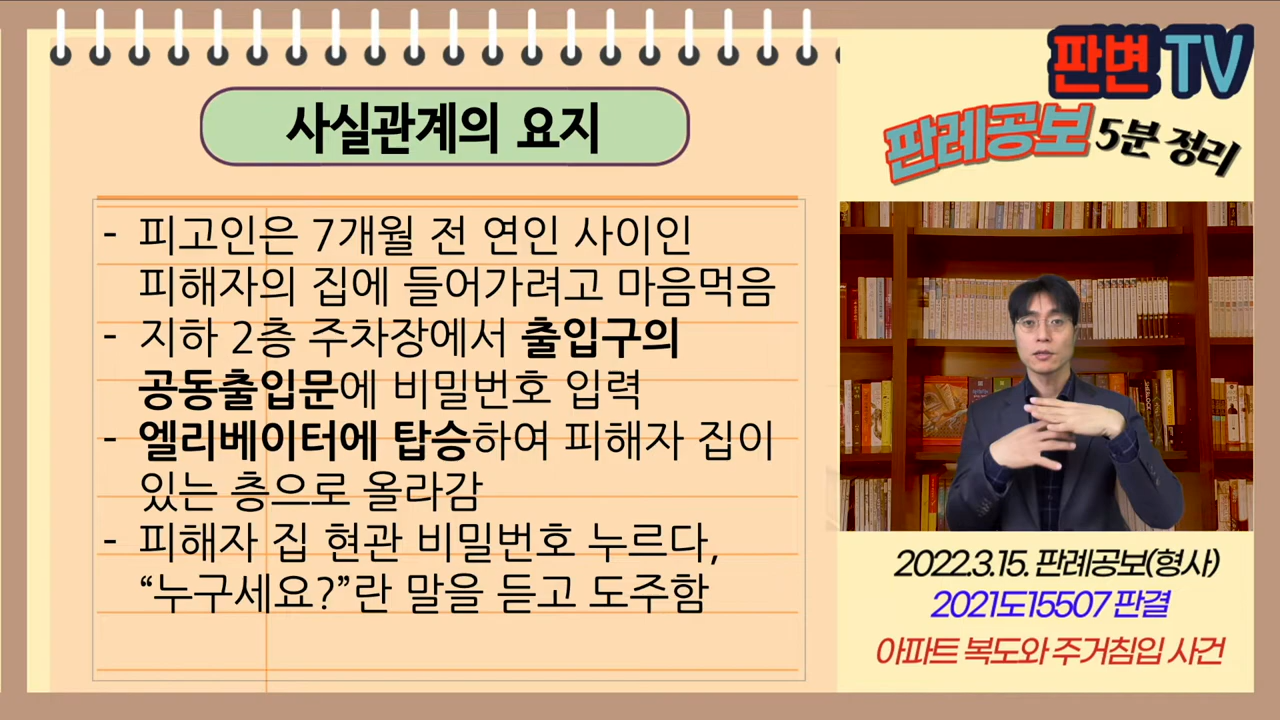 사실관계의 요지
- 피고인은 7개월 전 연인 사이인
피해자의 집에 들어가려고 마음먹음
- 지하 2층 주차장에서 출입구의
공동출입문에 비밀번호 입력
- 엘리베이터에 탑승하여 피해자 집이
있는 층으로 올라감
- 피해자 집 현관 비밀번호 누르다,
“누구세요?”란 말을 듣고 도주함
판변 TV
판례공보 5분 정리
2022.3.15. 판례공보(형사)
2021도15507 판결
아파트 복도와 주거침입 사건